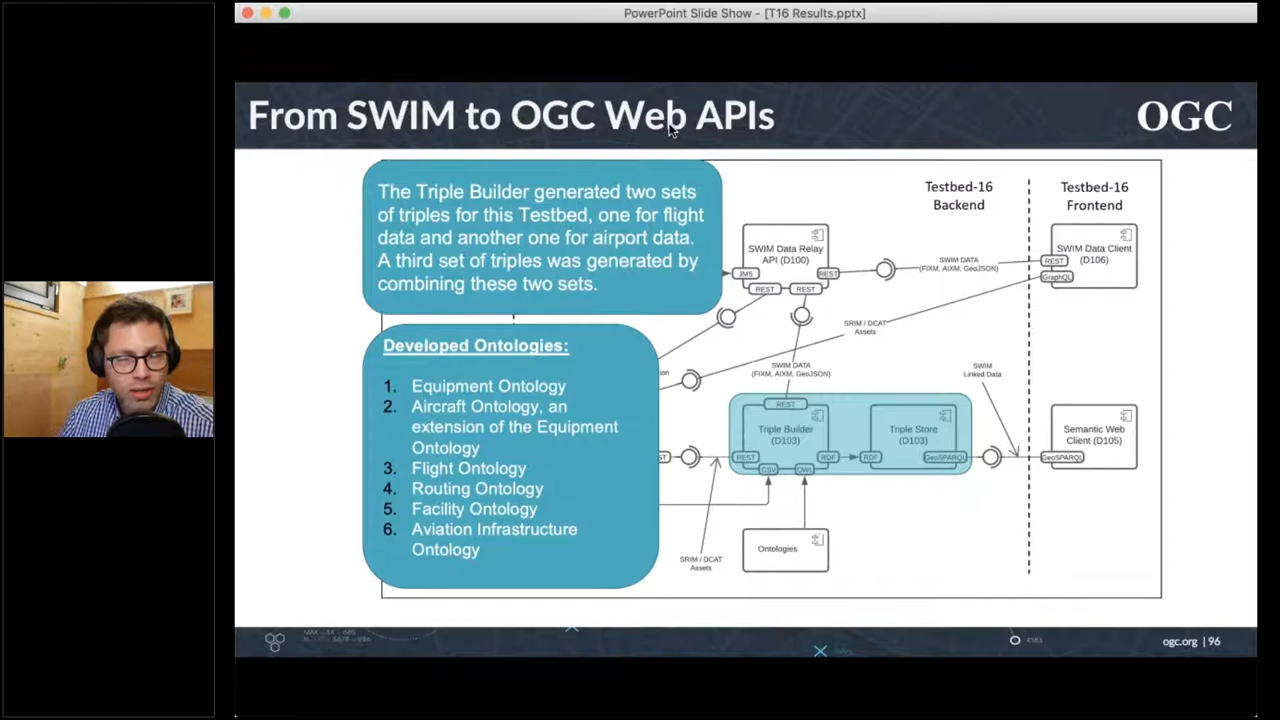 PowerPoint Slide Show - [T16 Results.pptx]
From SWIM to OGC Web APIs
OGC
The Triple Builder generated two sets
of triples for this Testbed, one for flight
data and another one for airport data.
A third set of triples was generated by
combining these two sets.
Developed Ontologies:
1. Equipment Ontology
2. Aircraft Ontology, an
extension of the Equipment
Ontology
3. Flight Ontology
4. Routing Ontology
5. Facility Ontology
6. Aviation Infrastructure
Ontology
Testbed-16
Backend
Testbed-16
Frontend
SWIM Data Relay
API (D100)
JMS
REST
REST
REST
SWIM DATA
(FIXM, AIXM, GeoJSON)
SWIM Data Client
(D106)
REST
GraphQL
SRIM / DCAT
Assets
SWIM DATA
(FIXM, AIXM, GeoJSON)
SWIM
Linked Data
REST
Triple Builder
(D103)
REST
RDF
CSV
OWL
Triple Store
(D103)
RDF
GeoSPARQL
Semantic Web
Client (D105)
GeoSPARQL
Ontologies
SRIM / DCAT
Assets
ogc.org | 96